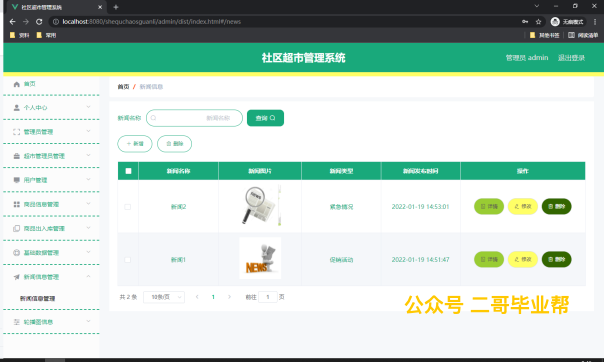 社区超市管理系统
localhost:8080/shequchaoshiguanli/admin/dist/index.html#/news
无痕模式
资料 常用
其他书签 阅读清单
社区超市管理系统
管理员 admin 退出登录
首页
个人中心
管理员管理
超市管理员管理
用户管理
商品信息管理
商品出入库管理
基础数据管理
新闻信息管理
新闻信息管理
轮播图信息
首页 / 新闻信息
新闻名称 新闻名称 查询
+ 新增 删除
新闻名称 新闻图片 新闻类型 新闻发布时间 操作
新闻2 紧急情况 2022-01-19 14:53:01 详情 修改 删除
新闻1 NEWS 促销活动 2022-01-19 14:51:47 详情 修改 删除
共 2 条 10条/页 1 前往 1 页
公众号 二哥毕业帮